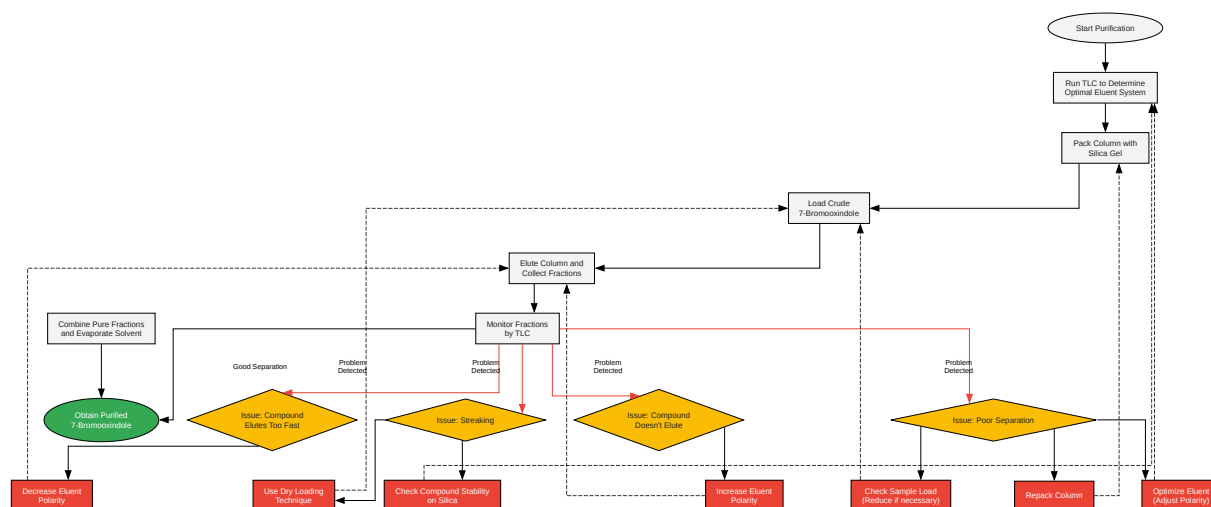 Start Purification
Run TLC to Determine
Optimal Eluent System
Pack Column with
Silica Gel
Load Crude
7-Bromooxindole
Elute Column and
Collect Fractions
Combine Pure Fractions
and Evaporate Solvent
Monitor Fractions
by TLC
Good Separation
Problem
Detected
Problem
Detected
Problem
Detected
Problem
Detected
Obtain Purified
7-Bromooxindole
Issue: Compound
Elutes Too Fast
Issue: Streaking
Issue: Compound
Doesn't Elute
Issue: Poor Separation
Decrease Eluent
Polarity
Use Dry Loading
Technique
Check Compound Stability
on Silica
Increase Eluent
Polarity
Check Sample Load
(Reduce if necessary)
Repack Column
Optimize Eluent
(Adjust Polarity)